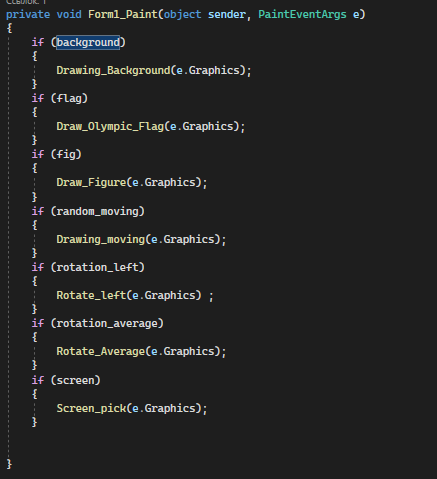 Ссылок: 1
private void Form1_Paint(object sender, PaintEventArgs e)
{
if (background)
{
Drawing_Background(e.Graphics);
}
if (flag)
{
Draw_Olympic_Flag(e.Graphics);
}
if (fig)
{
Draw_Figure(e.Graphics);
}
if (random_moving)
{
Drawing_moving(e.Graphics);
}
if (rotation_left)
{
Rotate_left(e.Graphics) ;
}
if (rotation_average)
{
Rotate_Average(e.Graphics);
}
if (screen)
{
Screen_pick(e.Graphics);
}
}